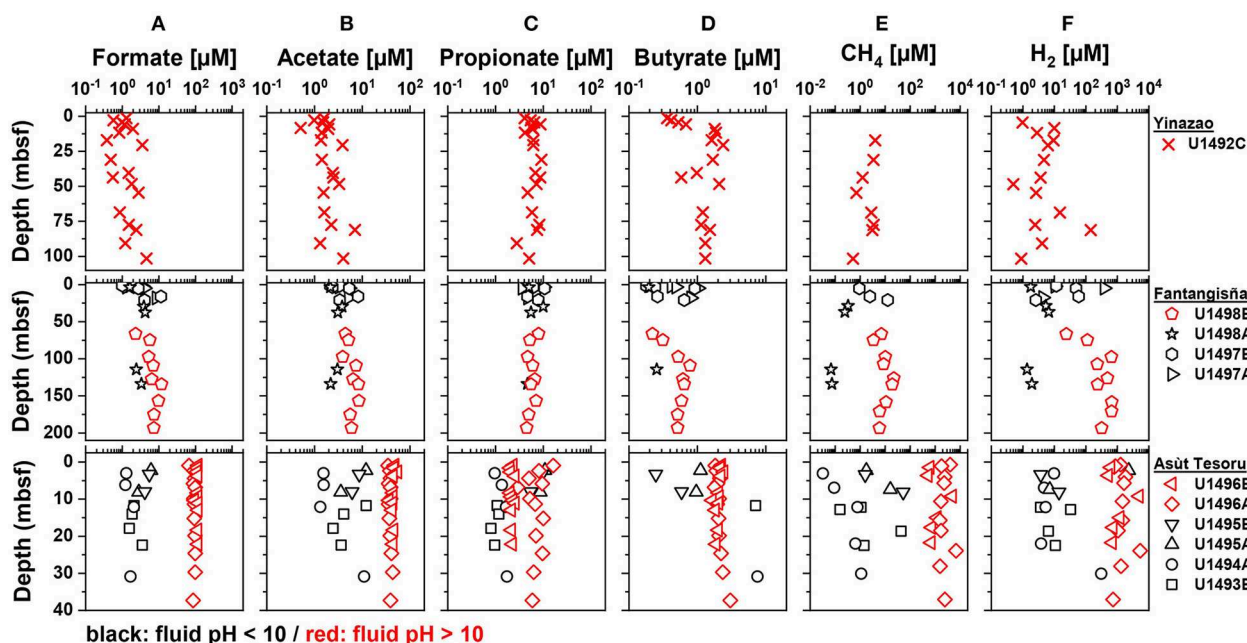 A B C D E F
Formate [µM] Acetate [µM] Propionite [µM] Butyrate [µM] CH₄ [µM] H₂ [µM]
10⁻¹ 10⁰ 10¹ 10² 10³ 10⁻¹ 10⁰ 10¹ 10² 10⁰ 10¹ 10² 10⁻¹ 10⁰ 10¹ 10⁻² 10⁰ 10² 10⁴ 10⁻¹ 10⁰ 10¹ 10² 10³ 10⁴
Depth (mbsf)
0
25
50
75
100
Yinazao
U1492C
Depth (mbsf)
0
50
100
150
200
Fantangisña
U1498B
U1498A
U1497B
U1497A
Depth (mbsf)
0
10
20
30
40
Asùt Tesoru
U1496B
U1496A
U1495B
U1495A
U1494A
U1493B
black: fluid pH < 10 / red: fluid pH > 10